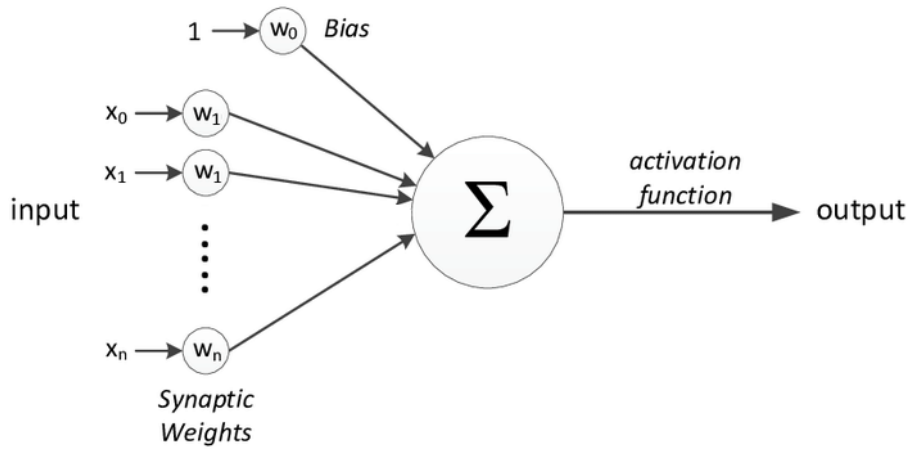 1 w₀ Bias
x₀ w₁
x₁ w₁
input
Σ
activation
function
output
xₙ wₙ
Synaptic
Weights